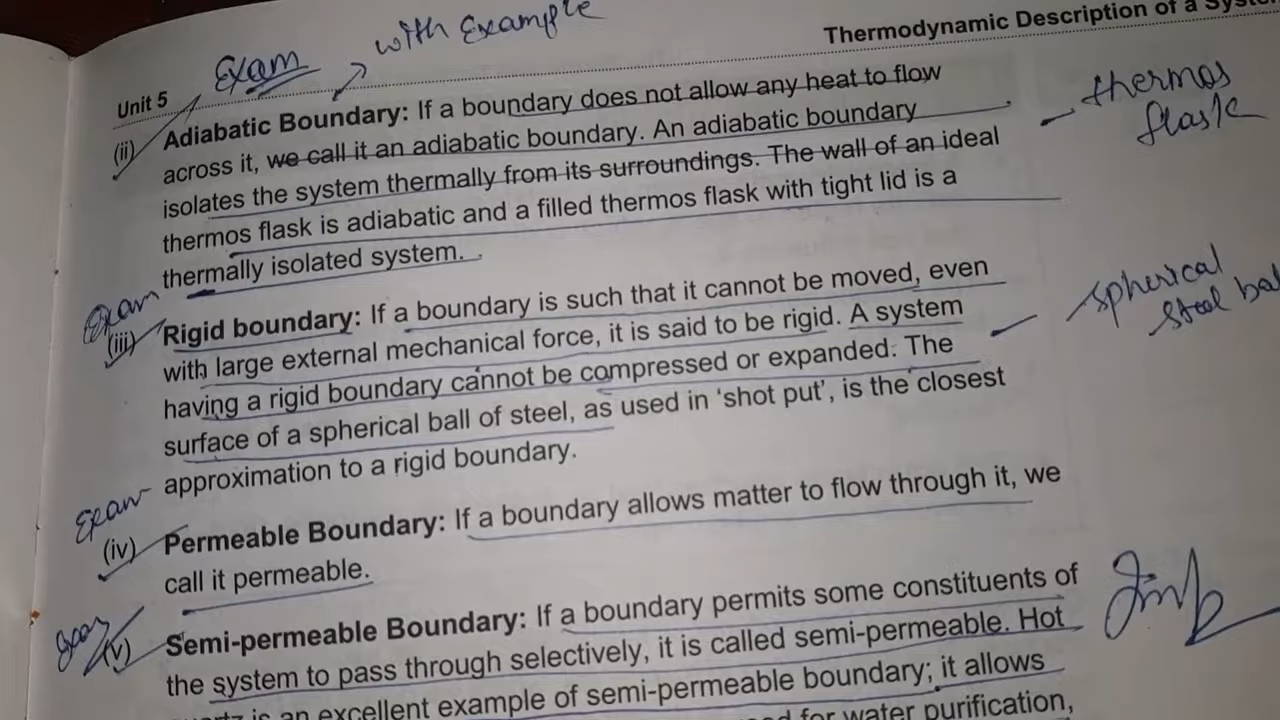 with Example
Exam
Thermodynamic Description of a
Unit 5
(ii) Adiabatic Boundary: If a boundary does not allow any heat to flow
across it, we call it an adiabatic boundary. An adiabatic boundary
isolates the system thermally from its surroundings. The wall of an ideal
thermos flask is adiabatic and a filled thermos flask with tight lid is a
thermally isolated system.
thermos
flask
Exam
(iii) Rigid boundary: If a boundary is such that it cannot be moved, even
with large external mechanical force, it is said to be rigid. A system
having a rigid boundary cannot be compressed or expanded. The
surface of a spherical ball of steel, as used in ‘shot put’, is the closest
approximation to a rigid boundary.
spherical
steel
Exam
(iv) Permeable Boundary: If a boundary allows matter to flow through it, we
call it permeable.
Exam
(v) Semi-permeable Boundary: If a boundary permits some constituents of
the system to pass through selectively, it is called semi-permeable. Hot
is an excellent example of semi-permeable boundary; it allows
for water purification,